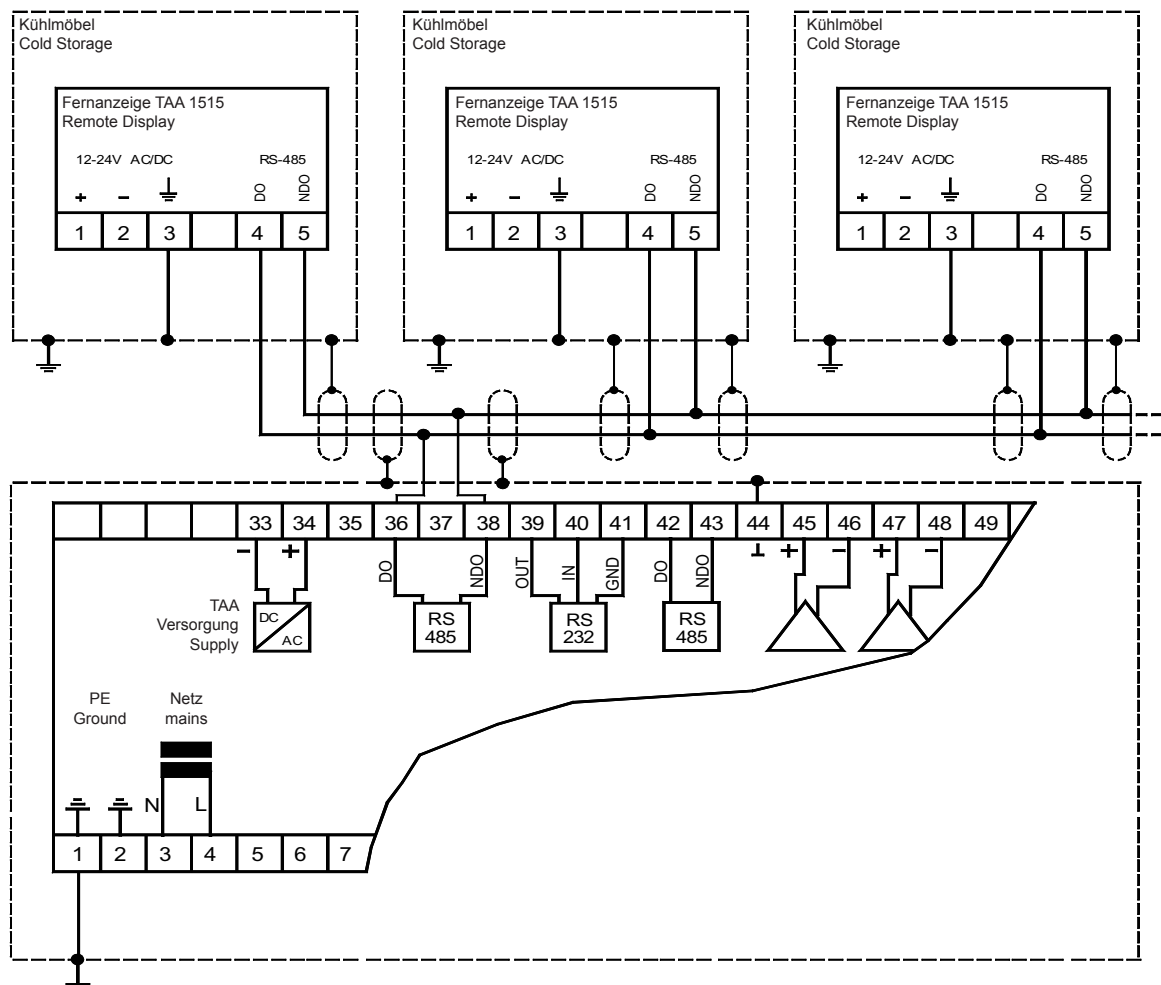 Kühlmöbel
Cold Storage
Fernanzeige TAA 1515
Remote Display
12-24V AC/DC RS-485
+ − DO NDO
1 2 3 4 5
Kühlmöbel
Cold Storage
Fernanzeige TAA 1515
Remote Display
12-24V AC/DC RS-485
+ − DO NDO
1 2 3 4 5
Kühlmöbel
Cold Storage
Fernanzeige TAA 1515
Remote Display
12-24V AC/DC RS-485
+ − DO NDO
1 2 3 4 5
33 34 35 36 37 38 39 40 41 42 43 44 45 46 47 48 49
− + DO NDO OUT IN GND DO NDO ⊥ + − + −
TAA
Versorgung
Supply
DC
AC
RS
485
RS
232
RS
485
PE
Ground
Netz
mains
N L
1 2 3 4 5 6 7